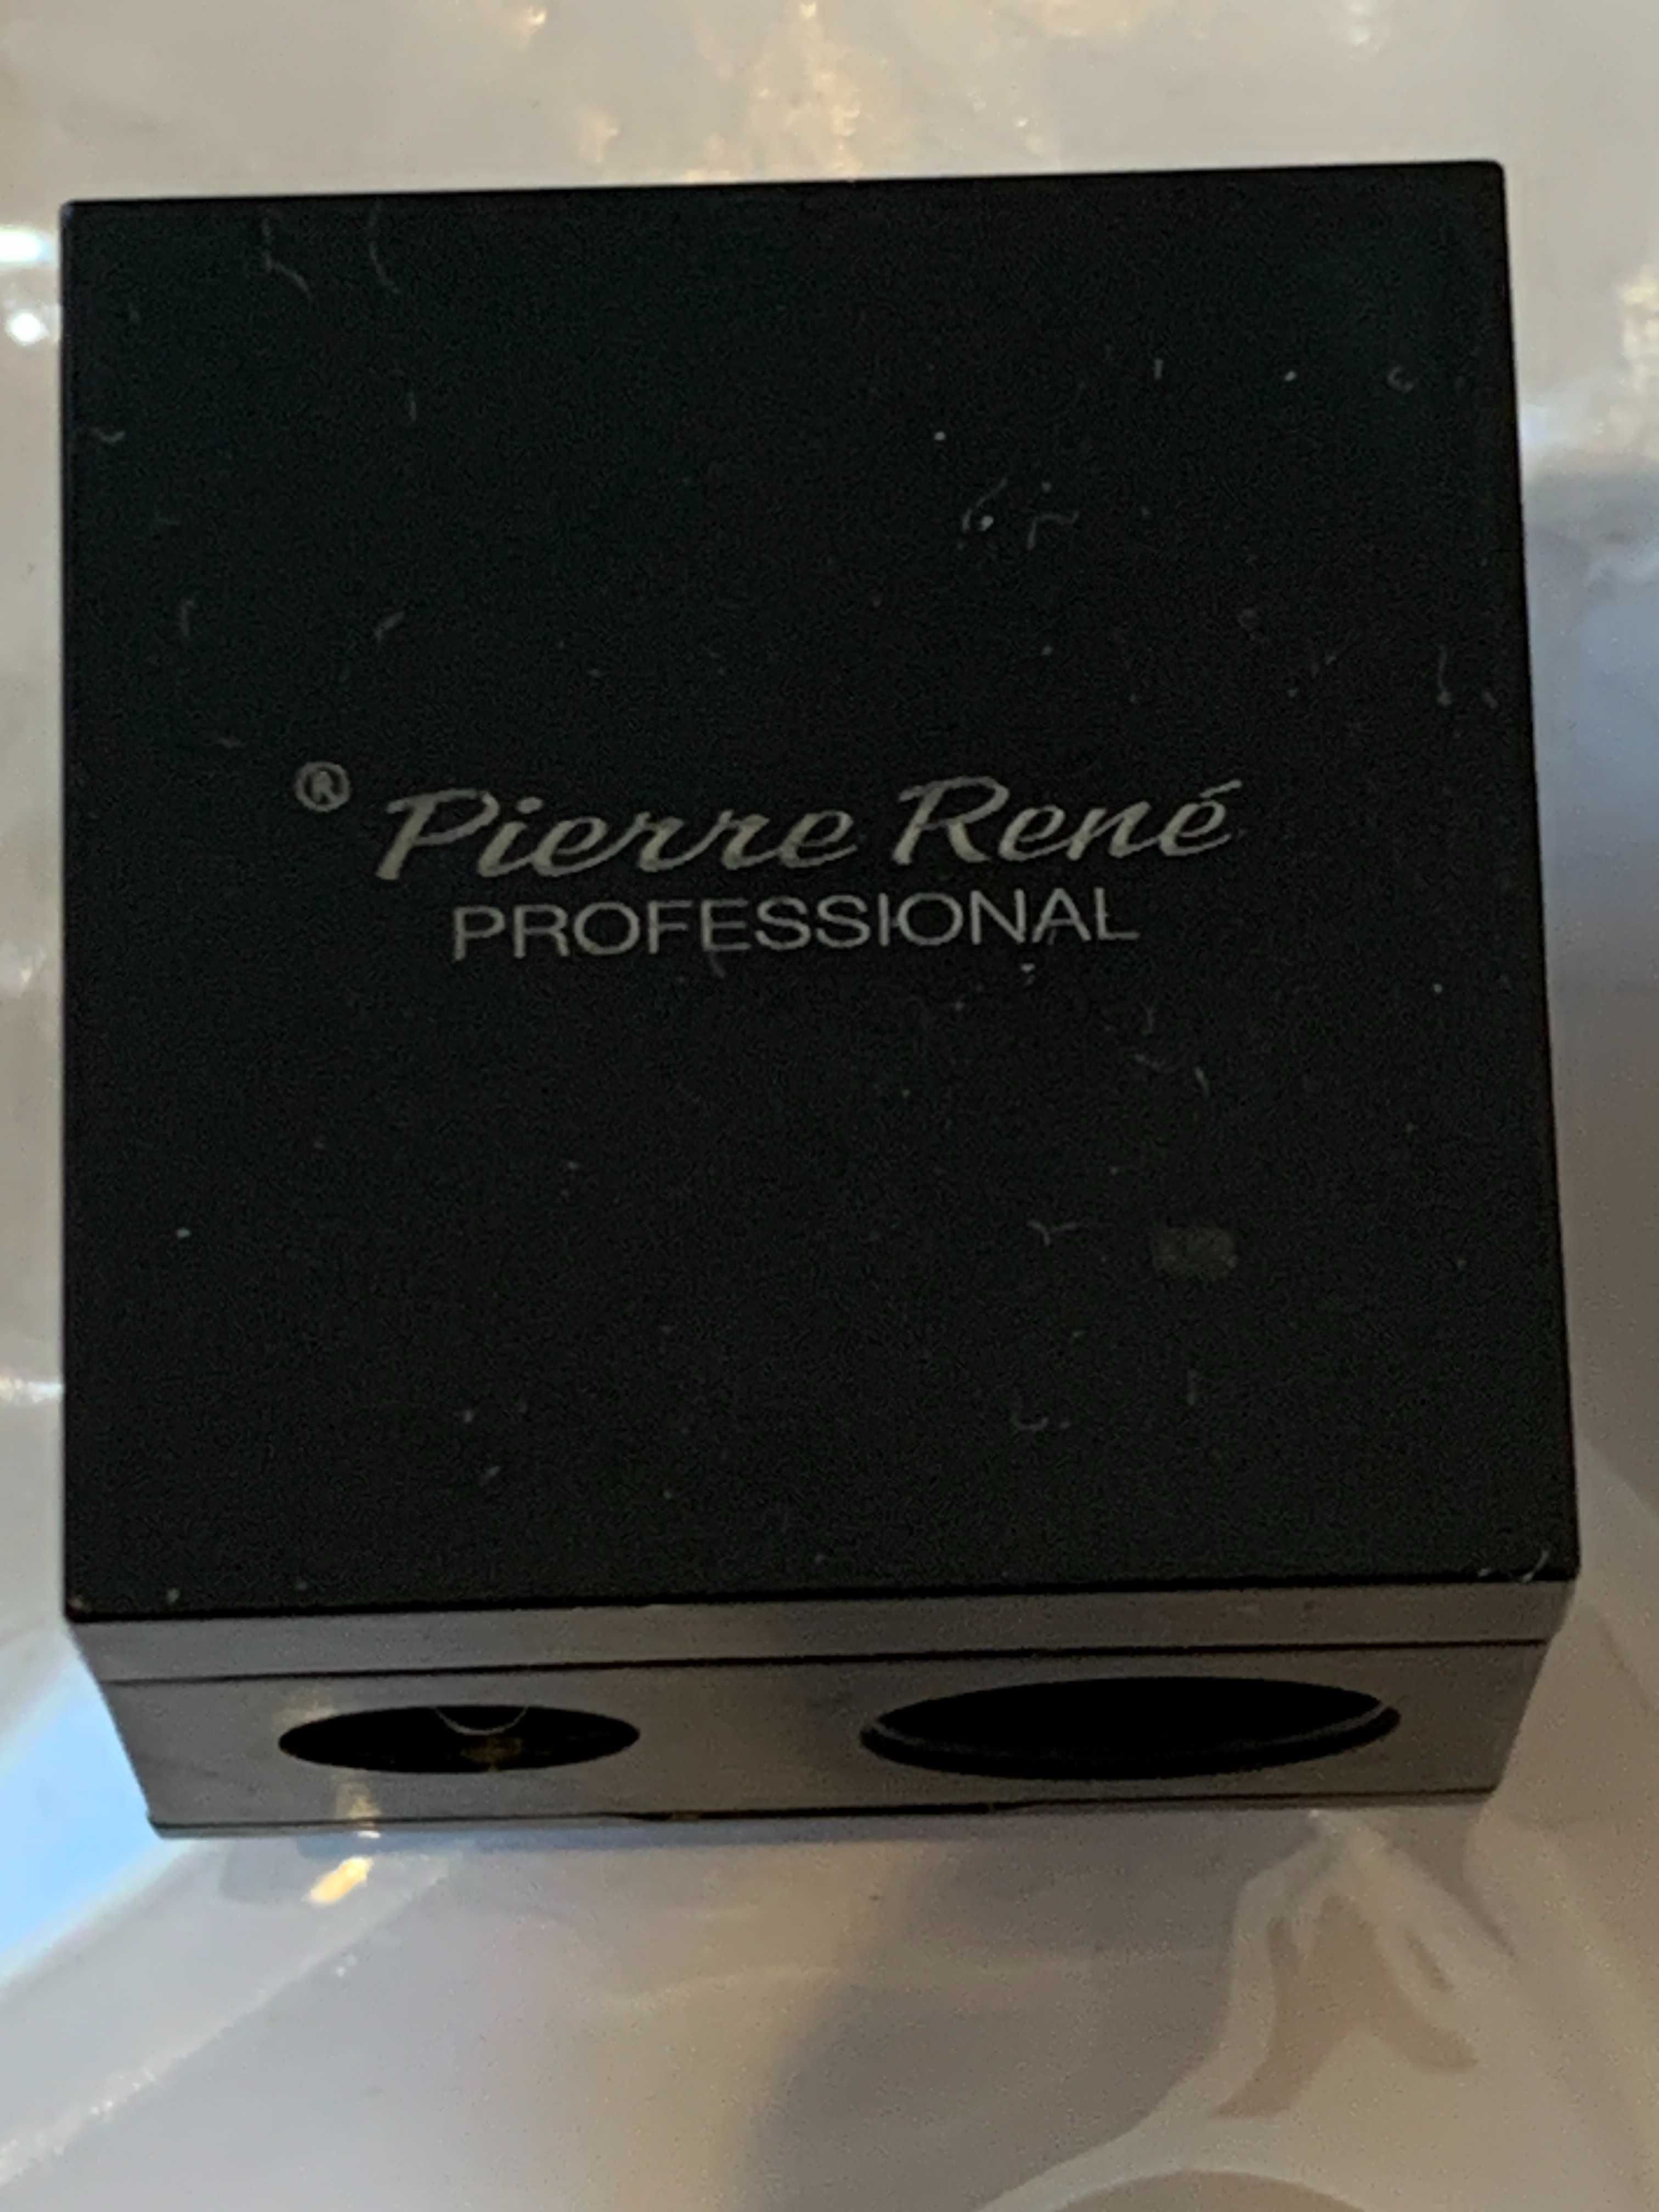 ® Pierre René
PROFESSIONAL